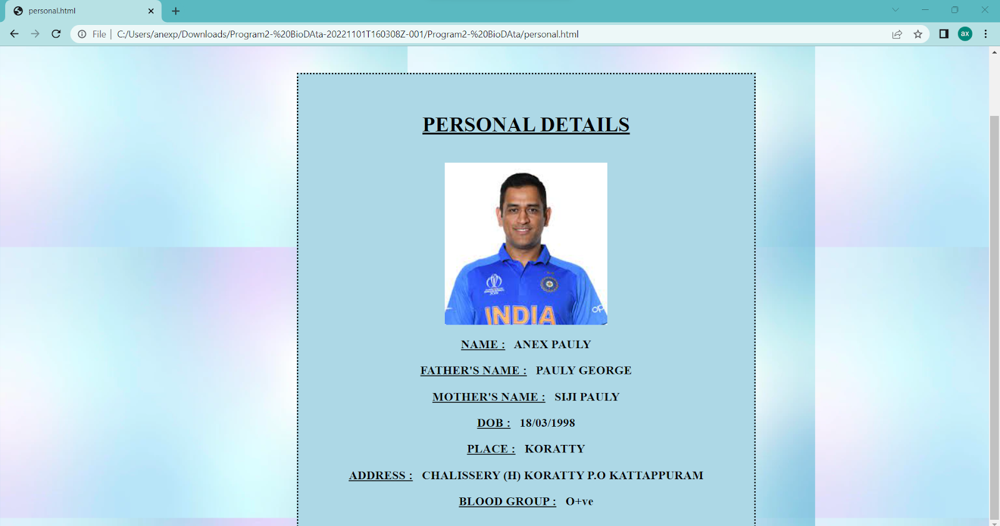 personal.html
File | C:/Users/anexp/Downloads/Program2-%20BioDAta-20221101T160308Z-001/Program2-%20BioDAta/personal.html
ax
PERSONAL DETAILS
2019
op
INDIA
NAME : ANEX PAULY
FATHER'S NAME : PAULY GEORGE
MOTHER'S NAME : SIJI PAULY
DOB : 18/03/1998
PLACE : KORATTY
ADDRESS : CHALISSERY (H) KORATTY P.O KATTAPPURAM
BLOOD GROUP : O+ve